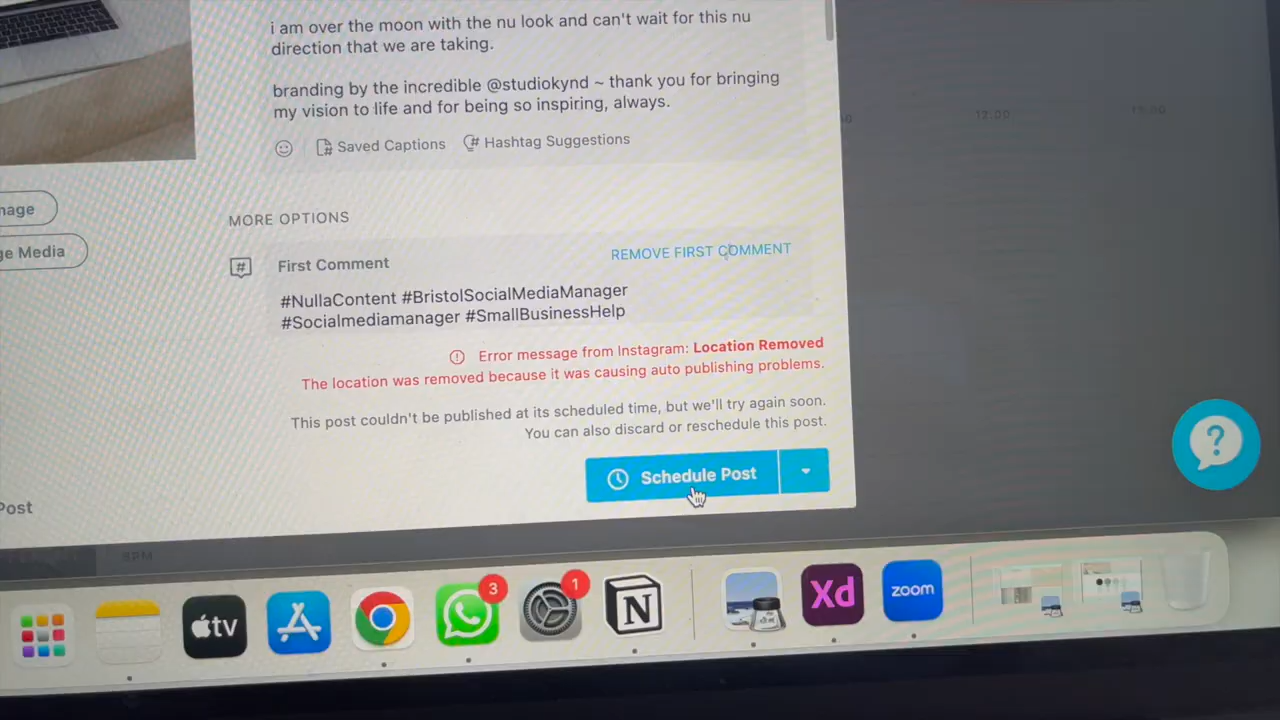 i am over the moon with the nu look and can't wait for this nu
direction that we are taking.
branding by the incredible @studiokynd ~ thank you for bringing
my vision to life and for being so inspiring, always.
Saved Captions
Hashtag Suggestions
12:00
MORE OPTIONS
Media
First Comment
REMOVE FIRST COMMENT
#NullaContent #BristolSocialMediaManager
#Socialmediamanager #SmallBusinessHelp
Error message from Instagram: Location Removed
The location was removed because it was causing auto publishing problems.
This post couldn't be published at its scheduled time, but we'll try again soon.
You can also discard or reschedule this post.
Schedule Post
Post
8PM
3
1
tv
N
Xd
zoom